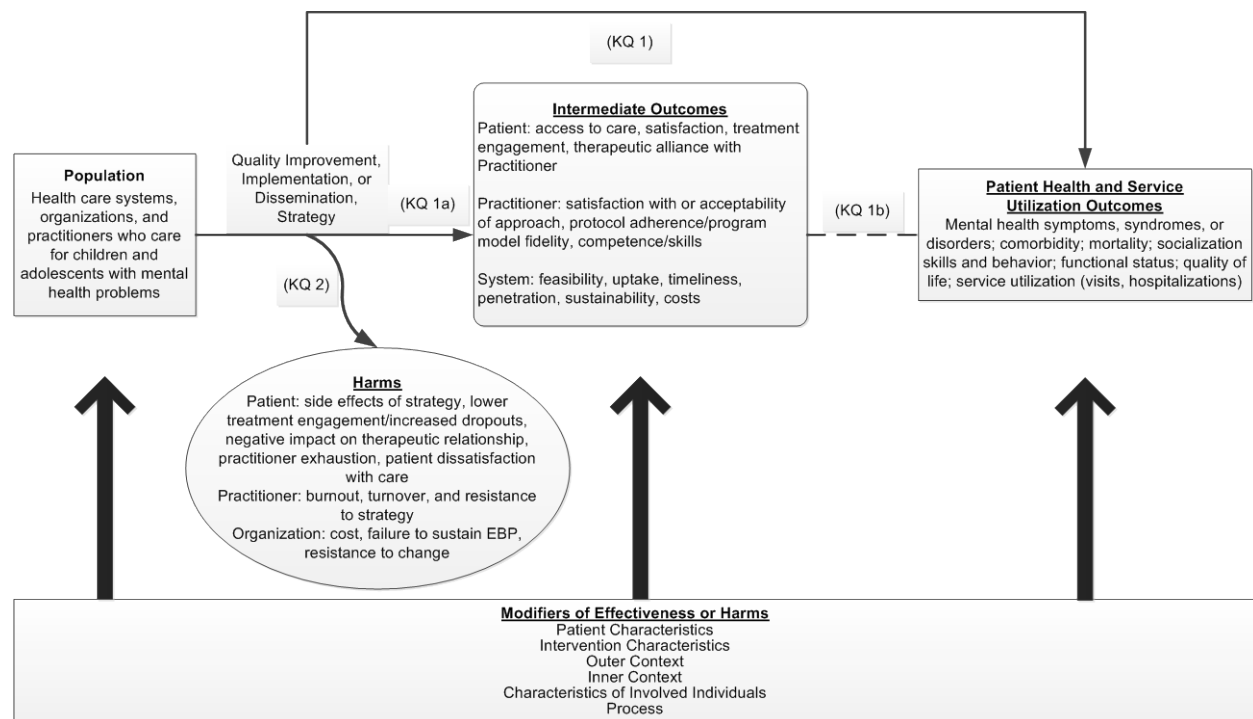 (KQ 1)
Population
Health care systems,
organizations, and
practitioners who care
for children and
adolescents with mental
health problems
Quality Improvement,
Implementation, or
Dissemination,
Strategy
(KQ 1a)
(KQ 2)
Intermediate Outcomes
Patient: access to care, satisfaction, treatment
engagement, therapeutic alliance with
Practitioner
Practitioner: satisfaction with or acceptability
of approach, protocol adherence/program
model fidelity, competence/skills
System: feasibility, uptake, timeliness,
penetration, sustainability, costs
(KQ 1b)
Patient Health and Service
Utilization Outcomes
Mental health symptoms, syndromes, or
disorders; comorbidity; mortality; socialization
skills and behavior; functional status; quality of
life; service utilization (visits, hospitalizations)
Harms
Patient: side effects of strategy, lower
treatment engagement/increased dropouts,
negative impact on therapeutic relationship,
practitioner exhaustion, patient dissatisfaction
with care
Practitioner: burnout, turnover, and resistance
to strategy
Organization: cost, failure to sustain EBP,
resistance to change
Modifiers of Effectiveness or Harms
Patient Characteristics
Intervention Characteristics
Outer Context
Inner Context
Characteristics of Involved Individuals
Process